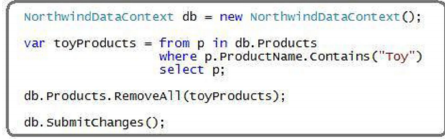 NorthwindDataContext db = new NorthwindDataContext();
var toyProducts = from p in db.Products
where p.ProductName.Contains("Toy")
select p;
db.Products.RemoveAll(toyProducts);
db.SubmitChanges();